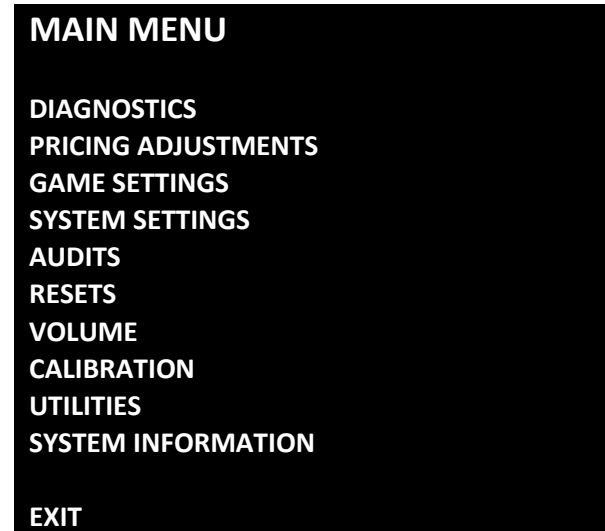 MAIN MENU
DIAGNOSTICS
PRICING ADJUSTMENTS
GAME SETTINGS
SYSTEM SETTINGS
AUDITS
RESETS
VOLUME
CALIBRATION
UTILITIES
SYSTEM INFORMATION
EXIT